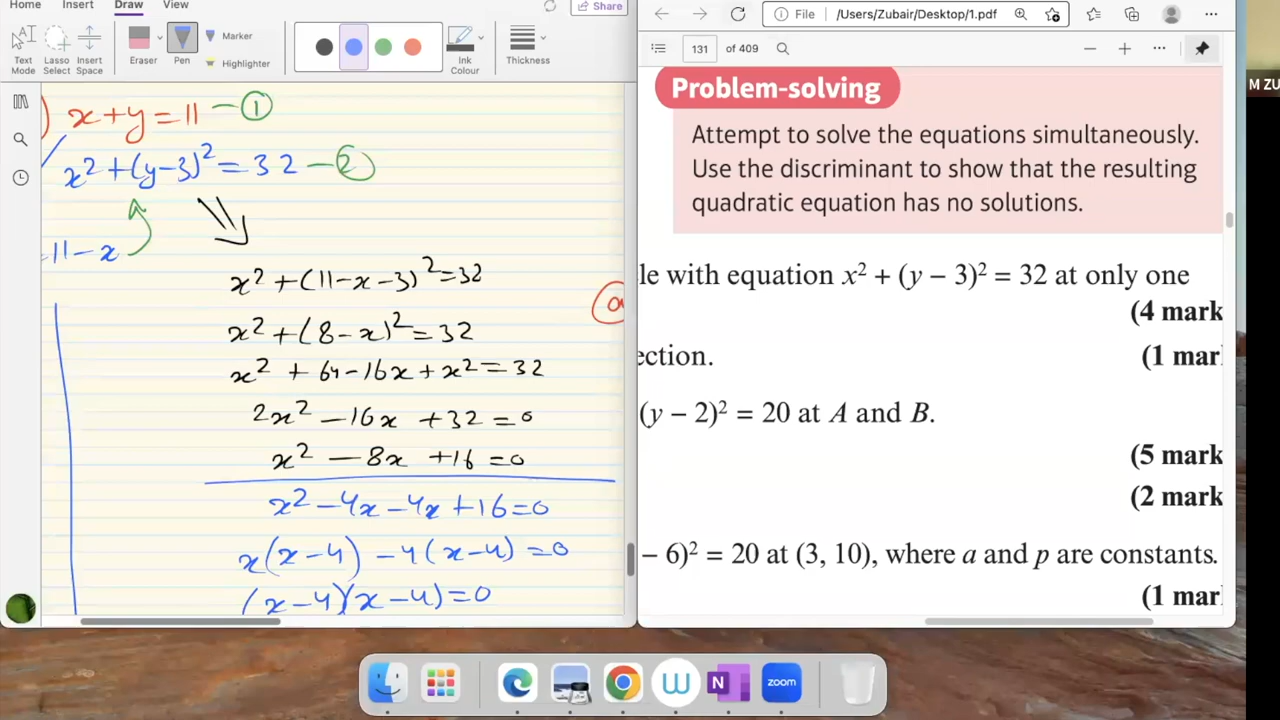 Home Insert Draw View
Share
Text Mode
Lasso Select
Insert Space
Eraser
Pen
Marker
Highlighter
Ink Colour
Thickness
) x+y=11 — 1
x² + (y-3)² = 32 — 2
=11-x
x² + (11-x-3)² = 32
x² + (8-x)² = 32
x² + 64-16x+x² = 32
2x² - 16x + 32 = 0
x² - 8x + 16 = 0
x² - 4x - 4x + 16 = 0
x(x-4) - 4(x-4) = 0
(x-4)(x-4) = 0
a
File /Users/Zubair/Desktop/1.pdf
131 of 409
Problem-solving
Attempt to solve the equations simultaneously.
Use the discriminant to show that the resulting
quadratic equation has no solutions.
le with equation x² + (y − 3)² = 32 at only one
(4 mark
ection. (1 mar
(y − 2)² = 20 at A and B.
(5 mark
(2 mark
− 6)² = 20 at (3, 10), where a and p are constants.
(1 mar
M ZU
N
zoom